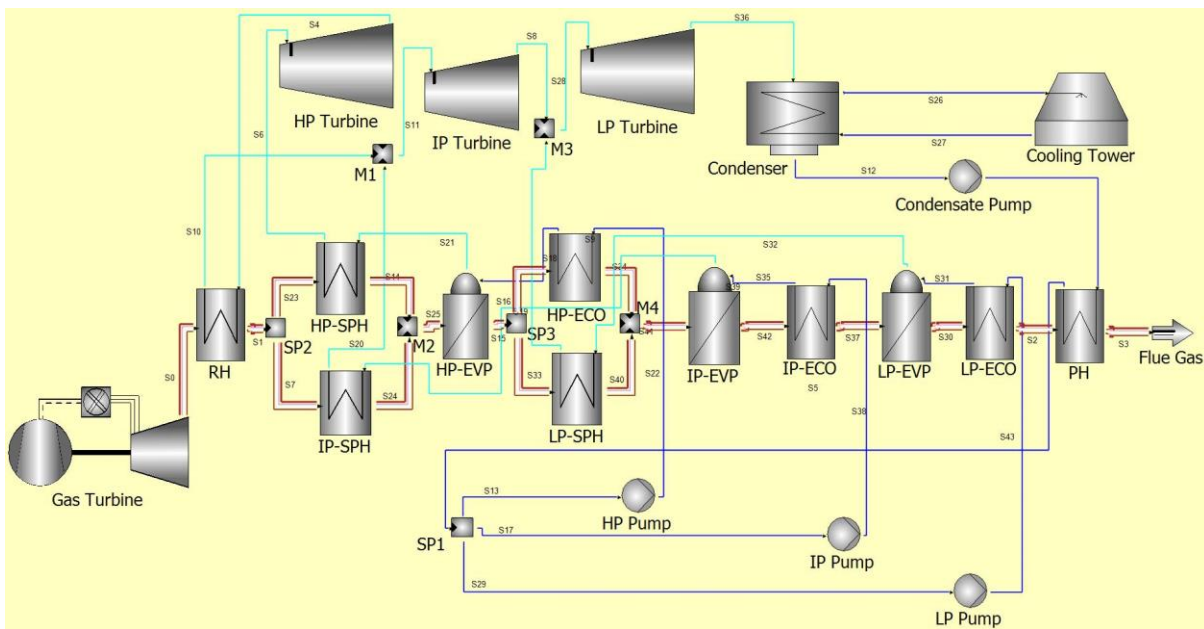 S4
S8
S36
S28
S11
S6
HP Turbine
IP Turbine
LP Turbine
M1
M3
S26
S27
Condenser
Cooling Tower
S12
Condensate Pump
S10
S21
S9
S18
S32
S23
S14
HP-SPH
S16
S19
HP-ECO
S34
S39
S35
S31
S1
SP2
M2
S25
S15
SP3
M4
S41
S42
S37
S30
S2
S3
RH
HP-EVP
IP-EVP
IP-ECO
LP-EVP
LP-ECO
PH
Flue Gas
S0
S20
S7
S24
S33
S40
S22
S5
S38
IP-SPH
LP-SPH
S43
Gas Turbine
S13
HP Pump
SP1
S17
IP Pump
S29
LP Pump